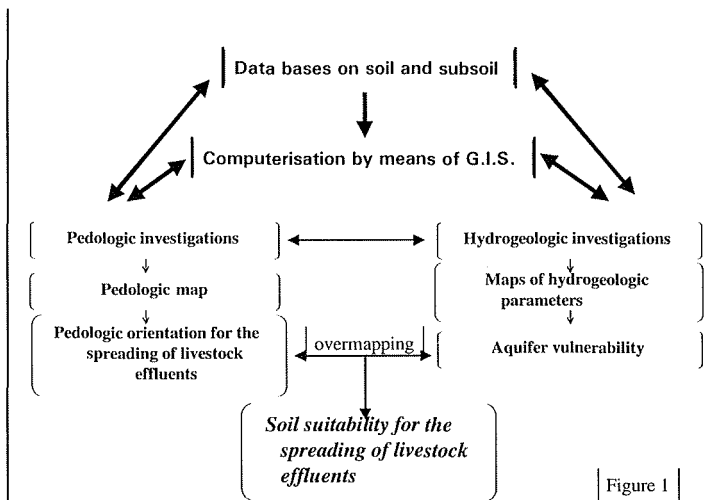 Data bases on soil and subsoil
Computerisation by means of G.I.S.
Pedologic investigations
Hydrogeologic investigations
Pedologic map
Maps of hydrogeologic
parameters
Pedologic orientation for the
spreading of livestock
effluents
overmapping
Aquifer vulnerability
Soil suitability for the
spreading of livestock
effluents
Figure 1